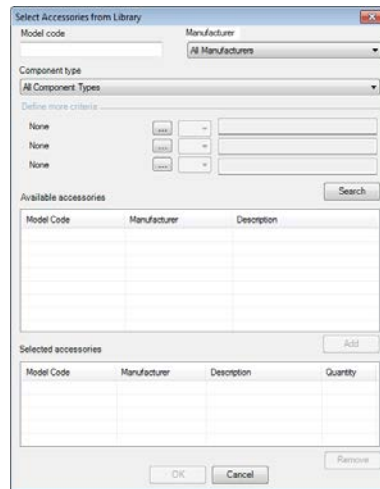 Select Accessories from Library
Model code Manufacturer
All Manufacturers
Component type
All Component Types
Define more criteria
None ...
None ...
None ...
Search
Available accessories
Model Code Manufacturer Description
Add
Selected accessories
Model Code Manufacturer Description Quantity
Remove
OK Cancel